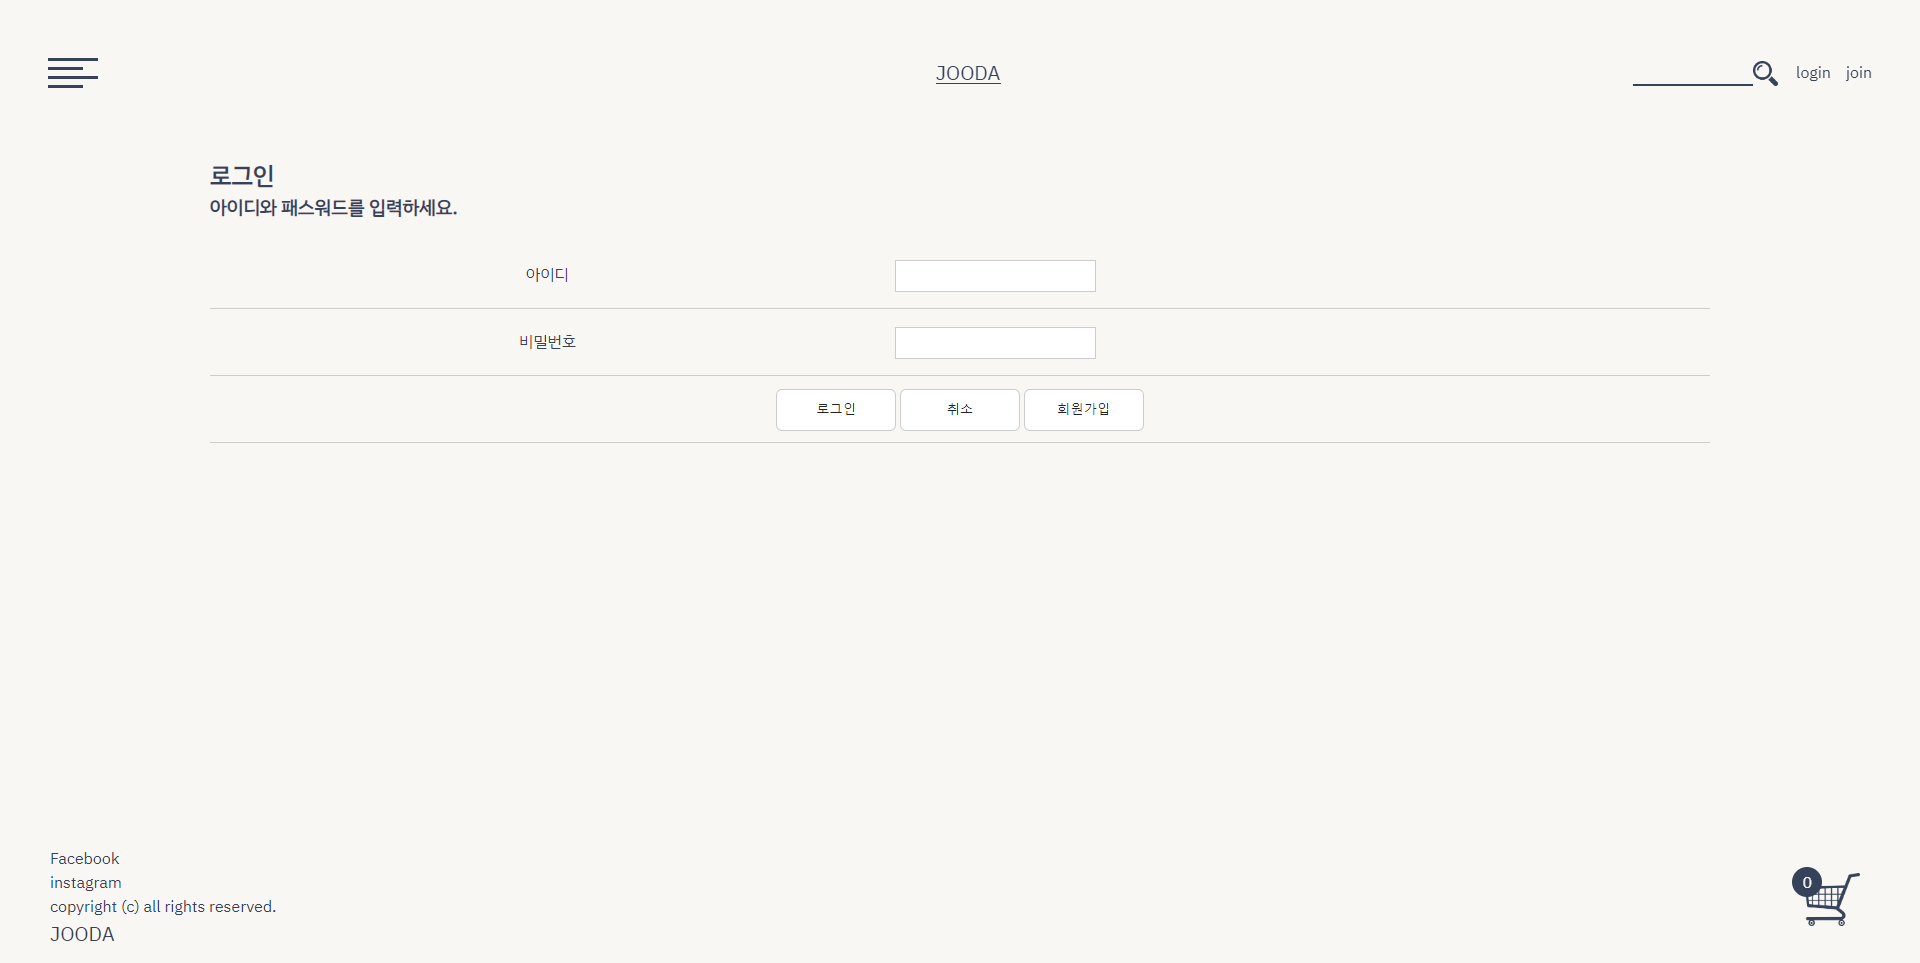 JOODA
login join
로그인
아이디와 패스워드를 입력하세요.
아이디
비밀번호
로그인 취소 회원가입
Facebook
instagram
copyright (c) all rights reserved.
JOODA
0